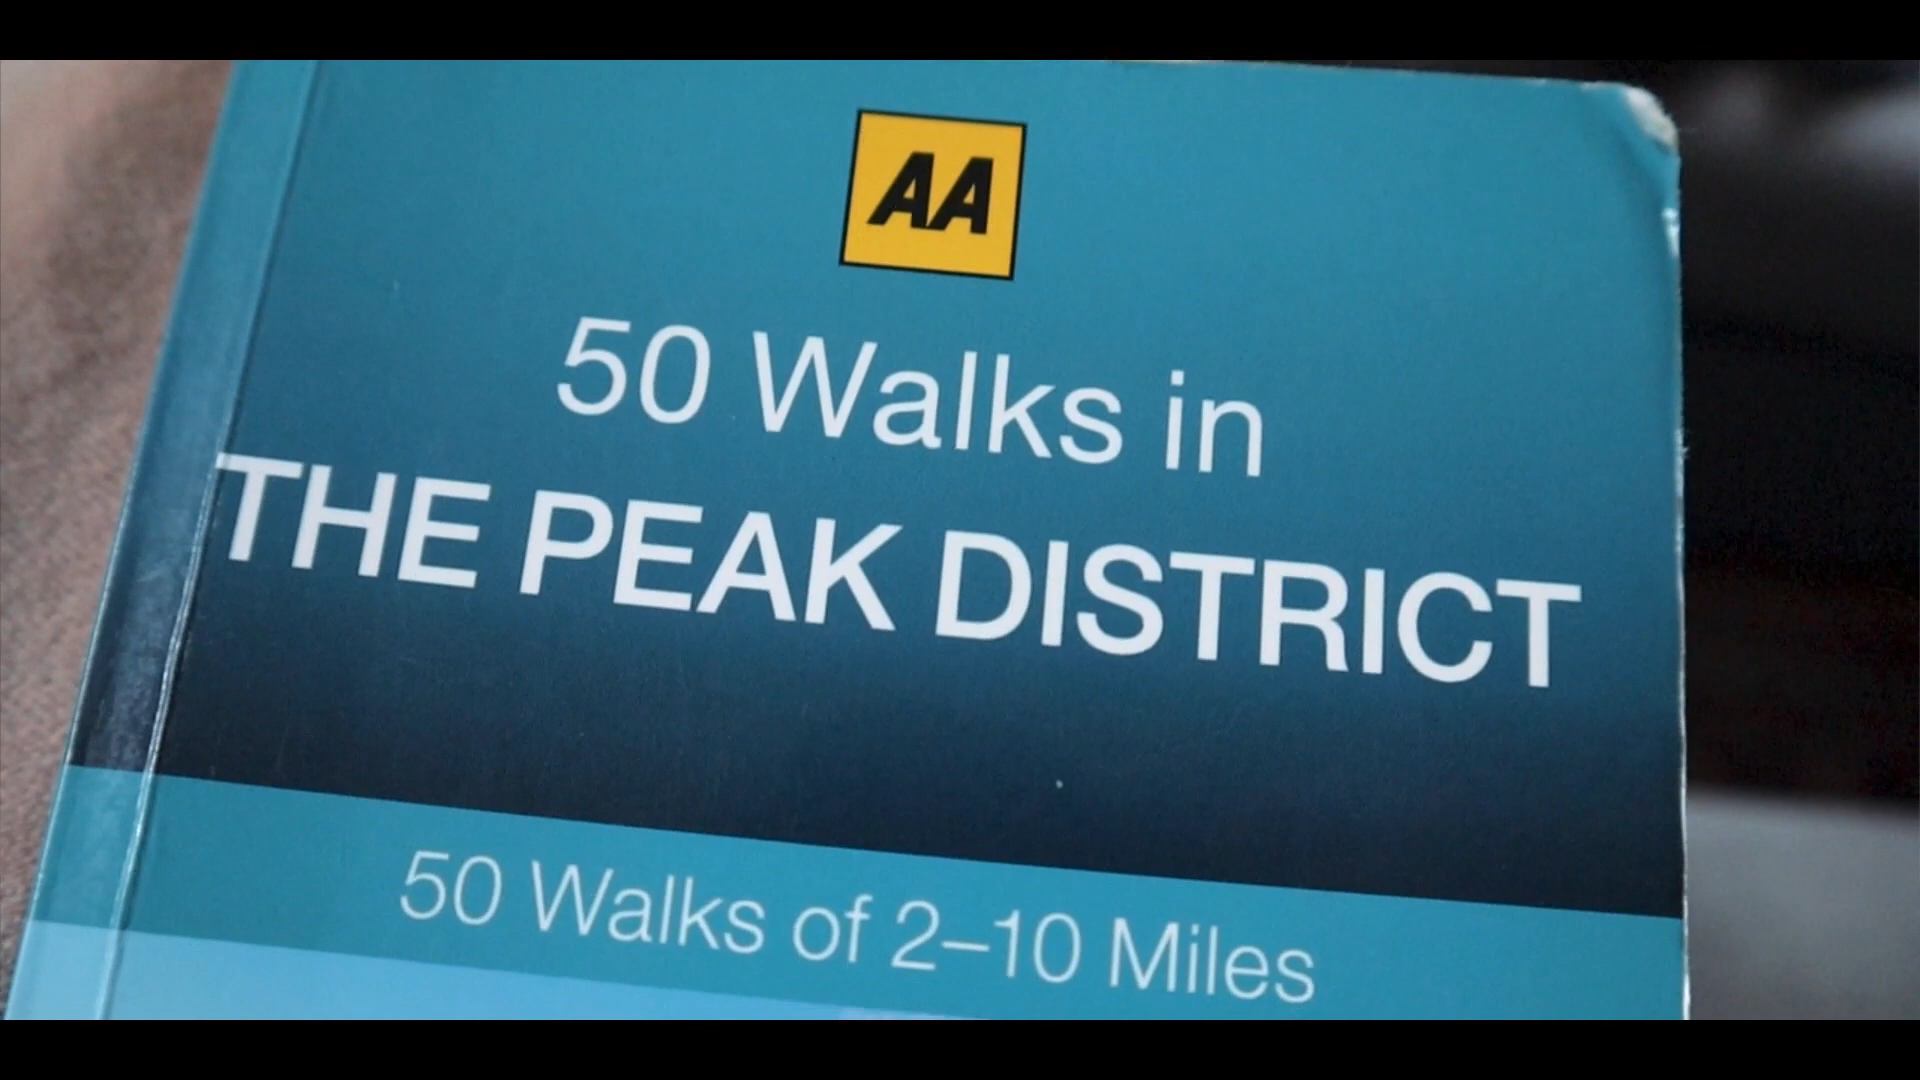 AA
50 Walks in
THE PEAK DISTRICT
50 Walks of 2–10 Miles